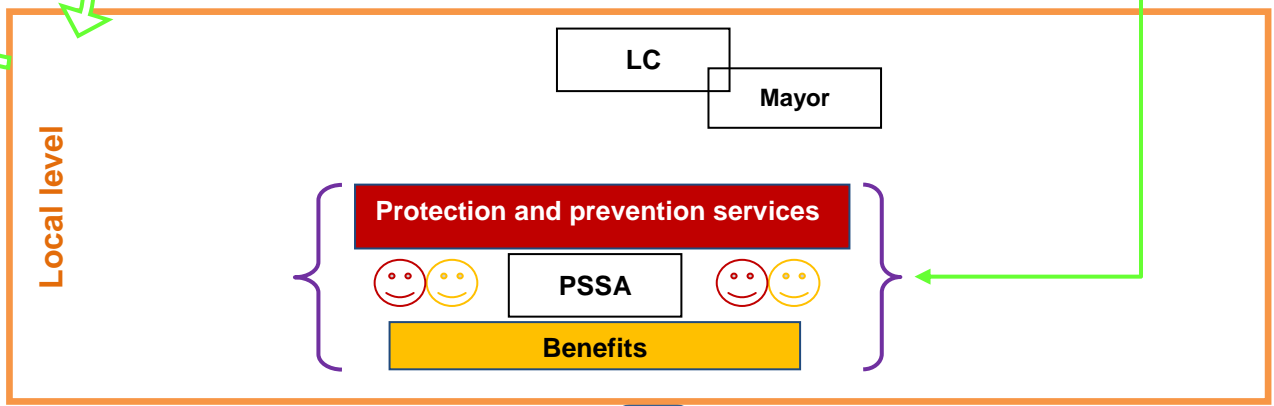 Local level
LC
Mayor
Protection and prevention services
PSSA
Benefits